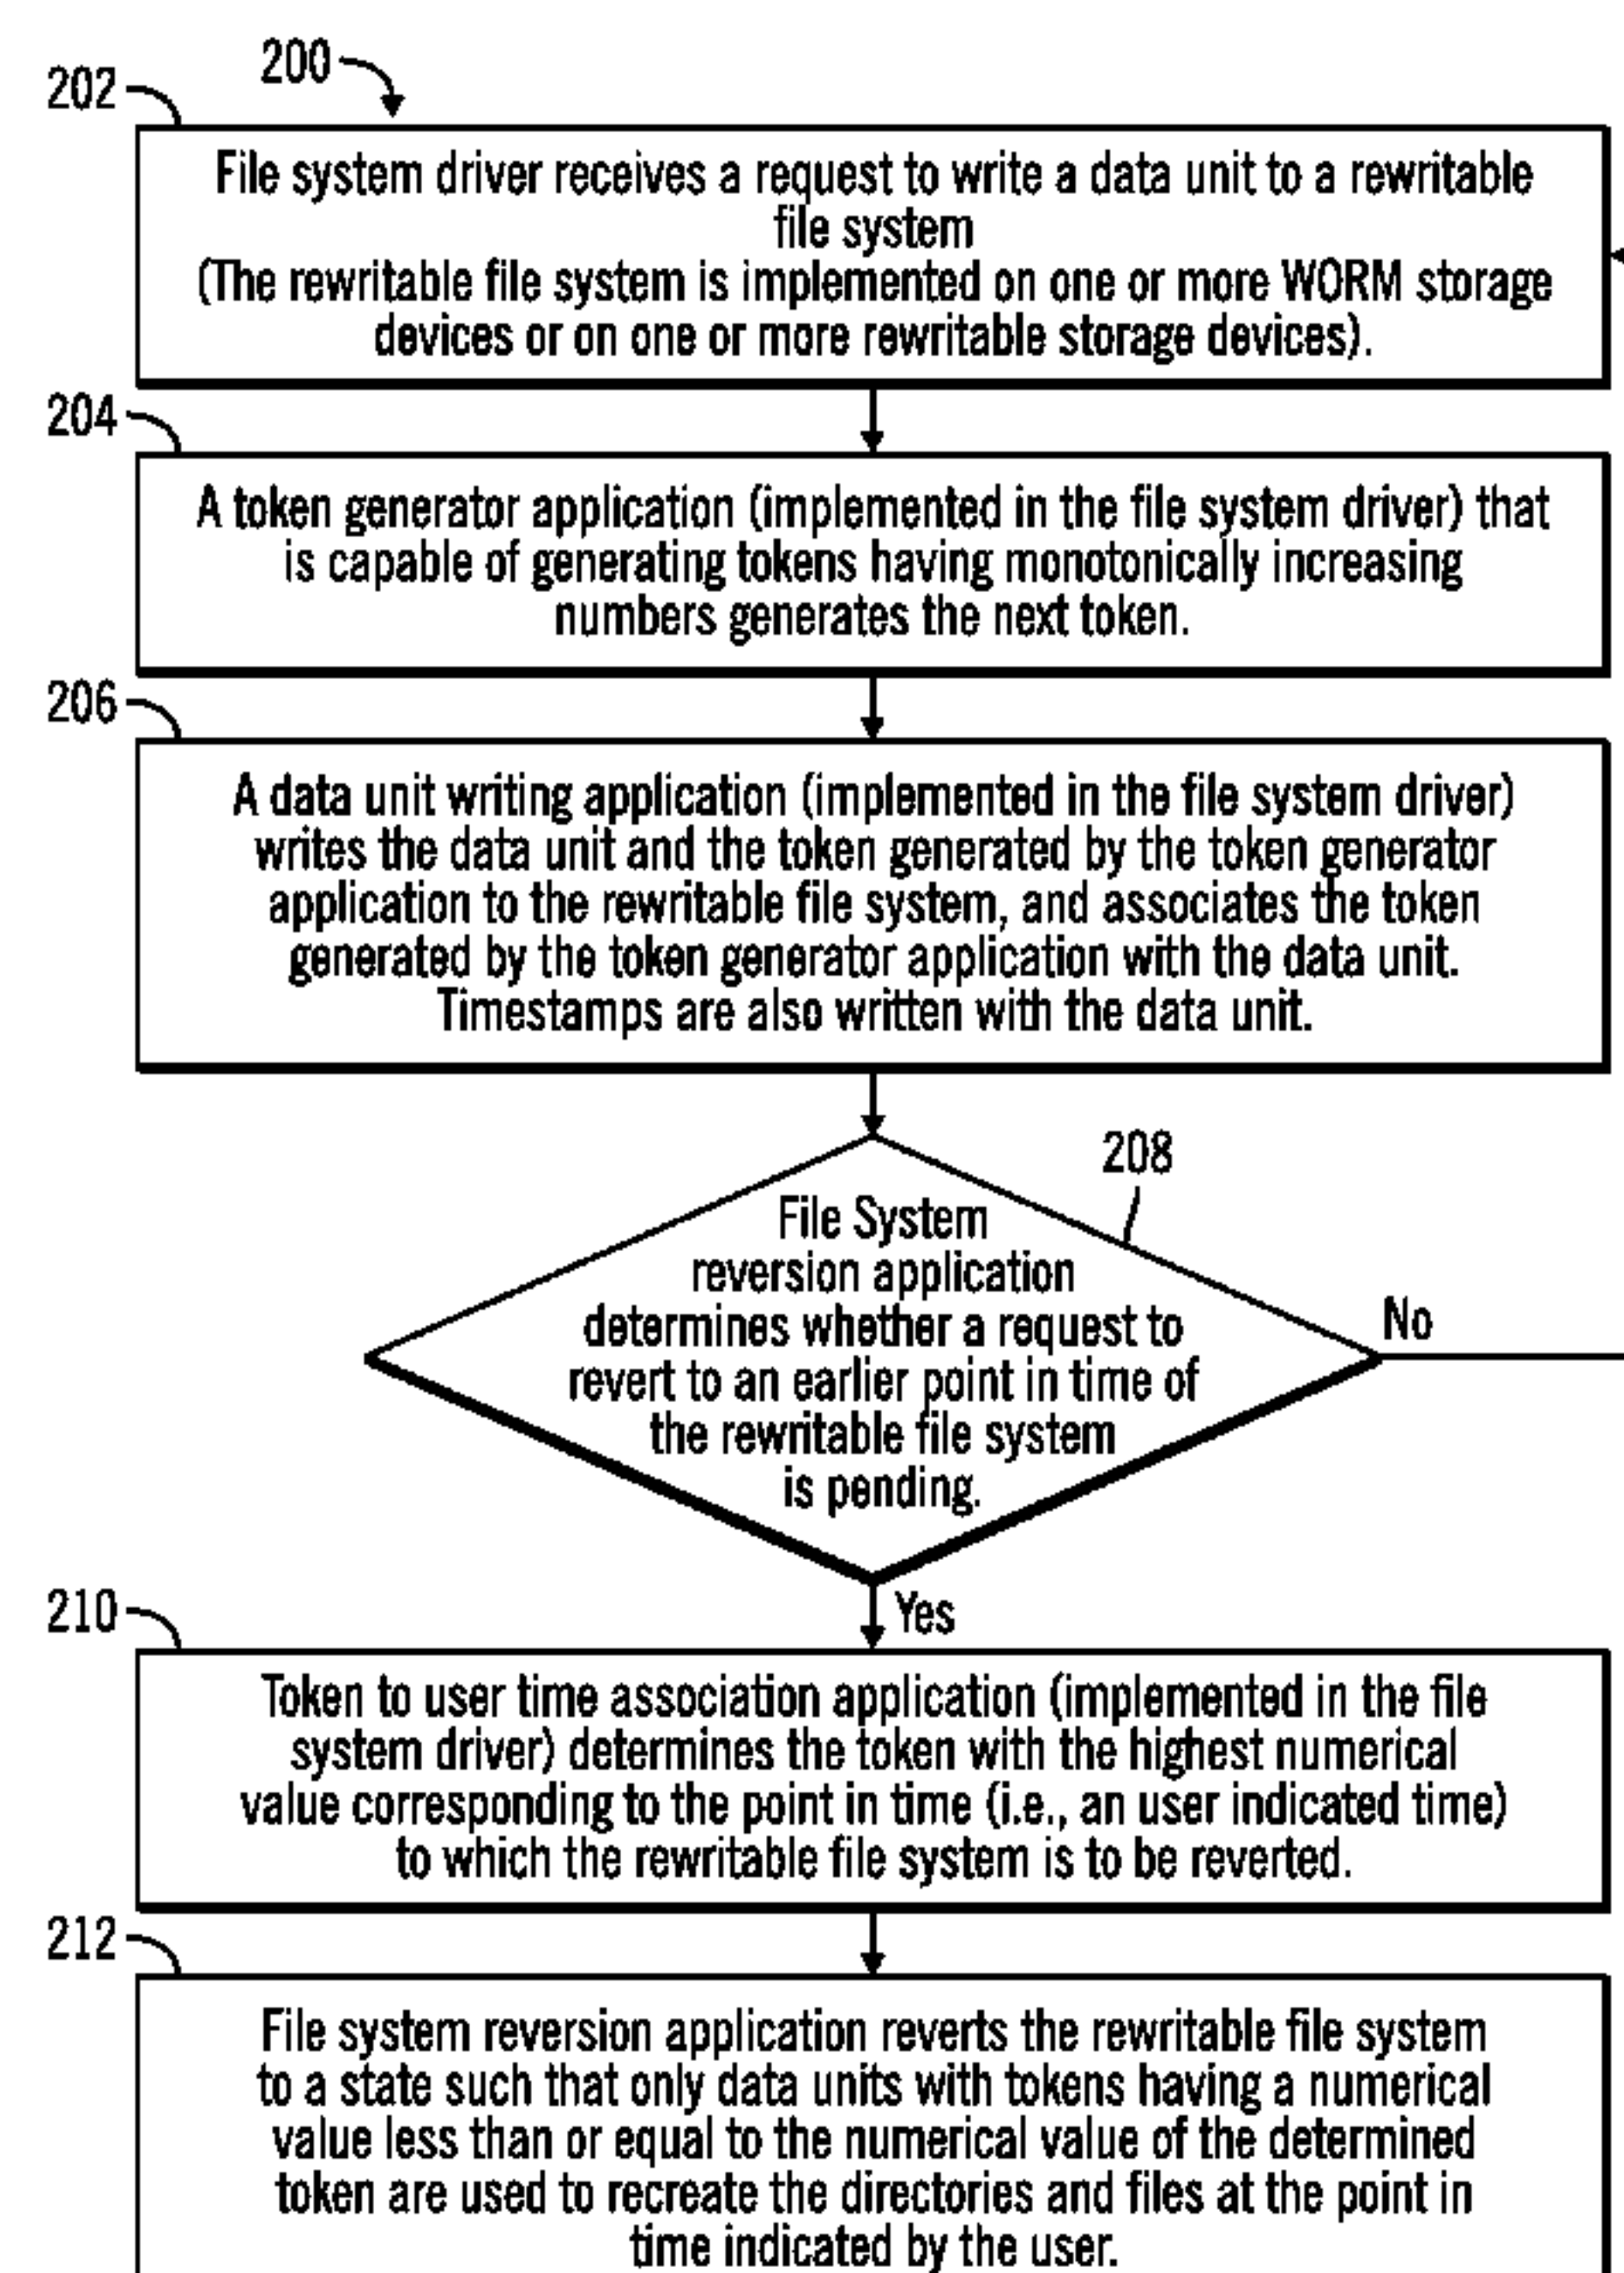 200
202
File system driver receives a request to write a data unit to a rewritable
file system
(The rewritable file system is implemented on one or more WORM storage
devices or on one or more rewritable storage devices).
204
A token generator application (implemented in the file system driver) that
is capable of generating tokens having monotonically increasing
numbers generates the next token.
206
A data unit writing application (implemented in the file system driver)
writes the data unit and the token generated by the token generator
application to the rewritable file system, and associates the token
generated by the token generator application with the data unit.
Timestamps are also written with the data unit.
208
File System
reversion application
determines whether a request to
revert to an earlier point in time of
the rewritable file system
is pending.
No
Yes
210
Token to user time association application (implemented in the file
system driver) determines the token with the highest numerical
value corresponding to the point in time (i.e., an user indicated time)
to which the rewritable file system is to be reverted.
212
File system reversion application reverts the rewritable file system
to a state such that only data units with tokens having a numerical
value less than or equal to the numerical value of the determined
token are used to recreate the directories and files at the point in
time indicated by the user.